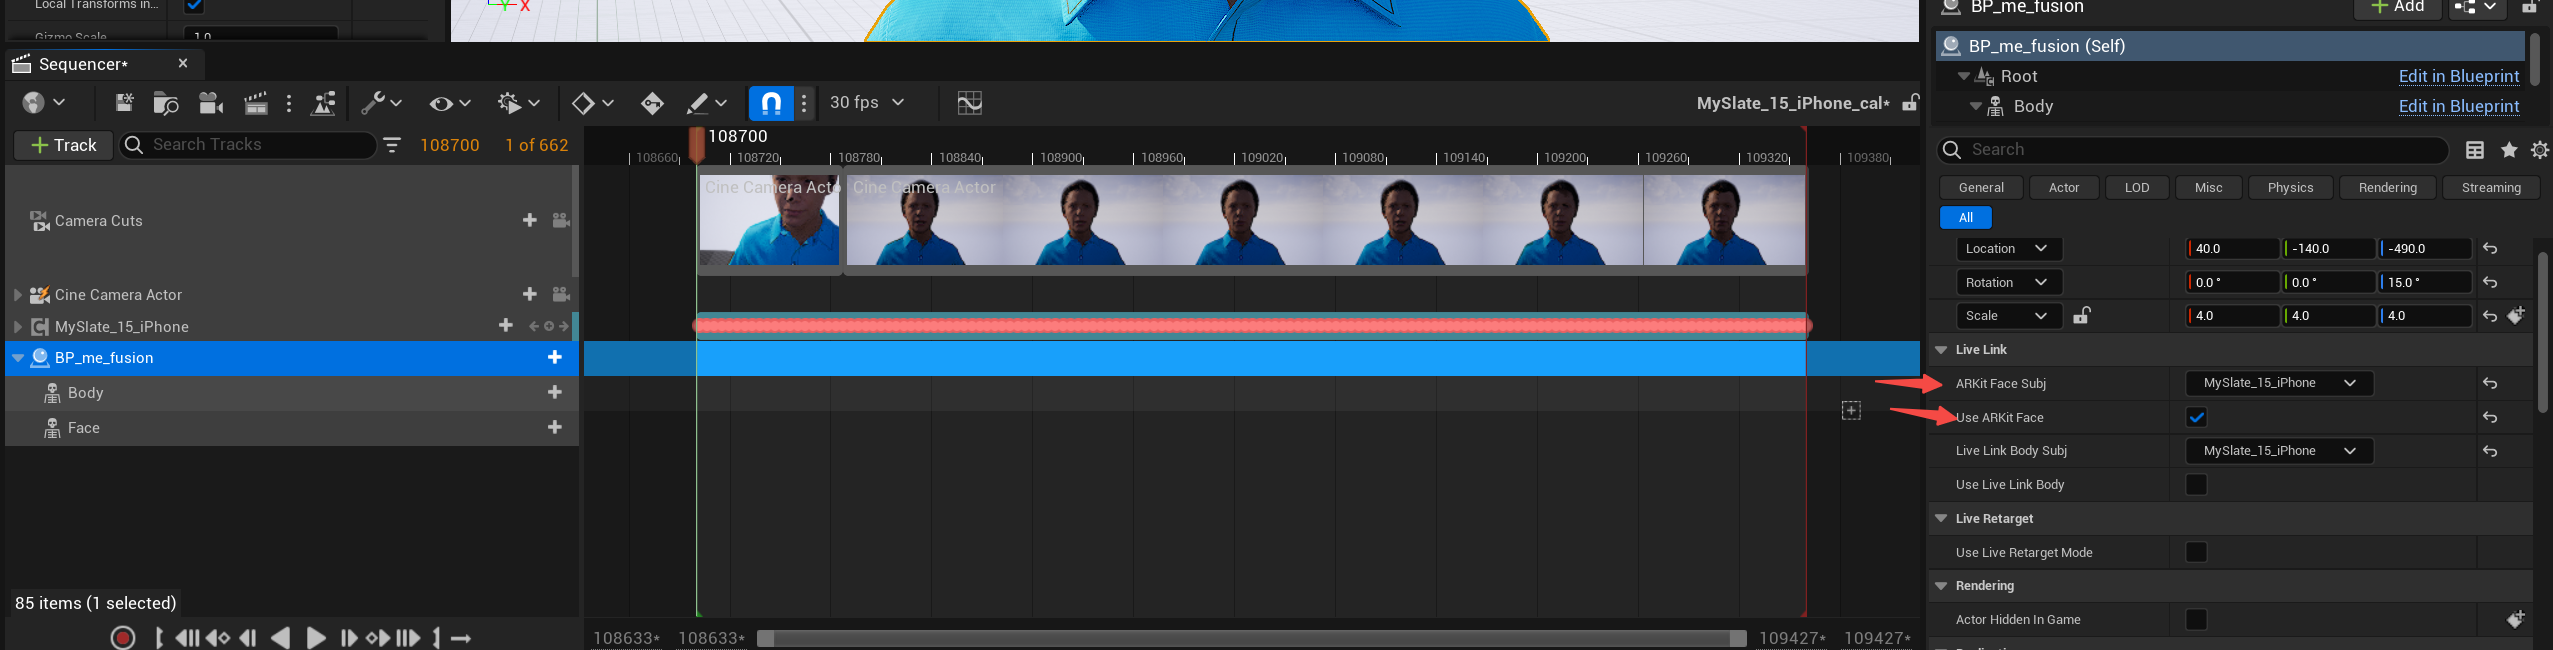 Local Transforms in...
Gizmo Scale
1.0
Y X
Sequencer*
30 fps
MySlate_15_iPhone_cal*
Track
Search Tracks
108700
1 of 662
108700
108660
108720
108780
108840
108900
108960
109020
109080
109140
109200
109260
109320
109380
Camera Cuts
Cine Camera Acto
Cine Camera Actor
Cine Camera Actor
MySlate_15_iPhone
BP_me_fusion
Body
Face
85 items (1 selected)
108633*
108633*
109427*
109427*
BP_me_fusion
Add
BP_me_fusion (Self)
Root
Edit in Blueprint
Body
Edit in Blueprint
Search
General
Actor
LOD
Misc
Physics
Rendering
Streaming
All
Location
40.0
-140.0
-490.0
Rotation
0.0 °
0.0 °
15.0 °
Scale
4.0
4.0
4.0
Live Link
ARKit Face Subj
MySlate_15_iPhone
Use ARKit Face
Live Link Body Subj
MySlate_15_iPhone
Use Live Link Body
Live Retarget
Use Live Retarget Mode
Rendering
Actor Hidden In Game